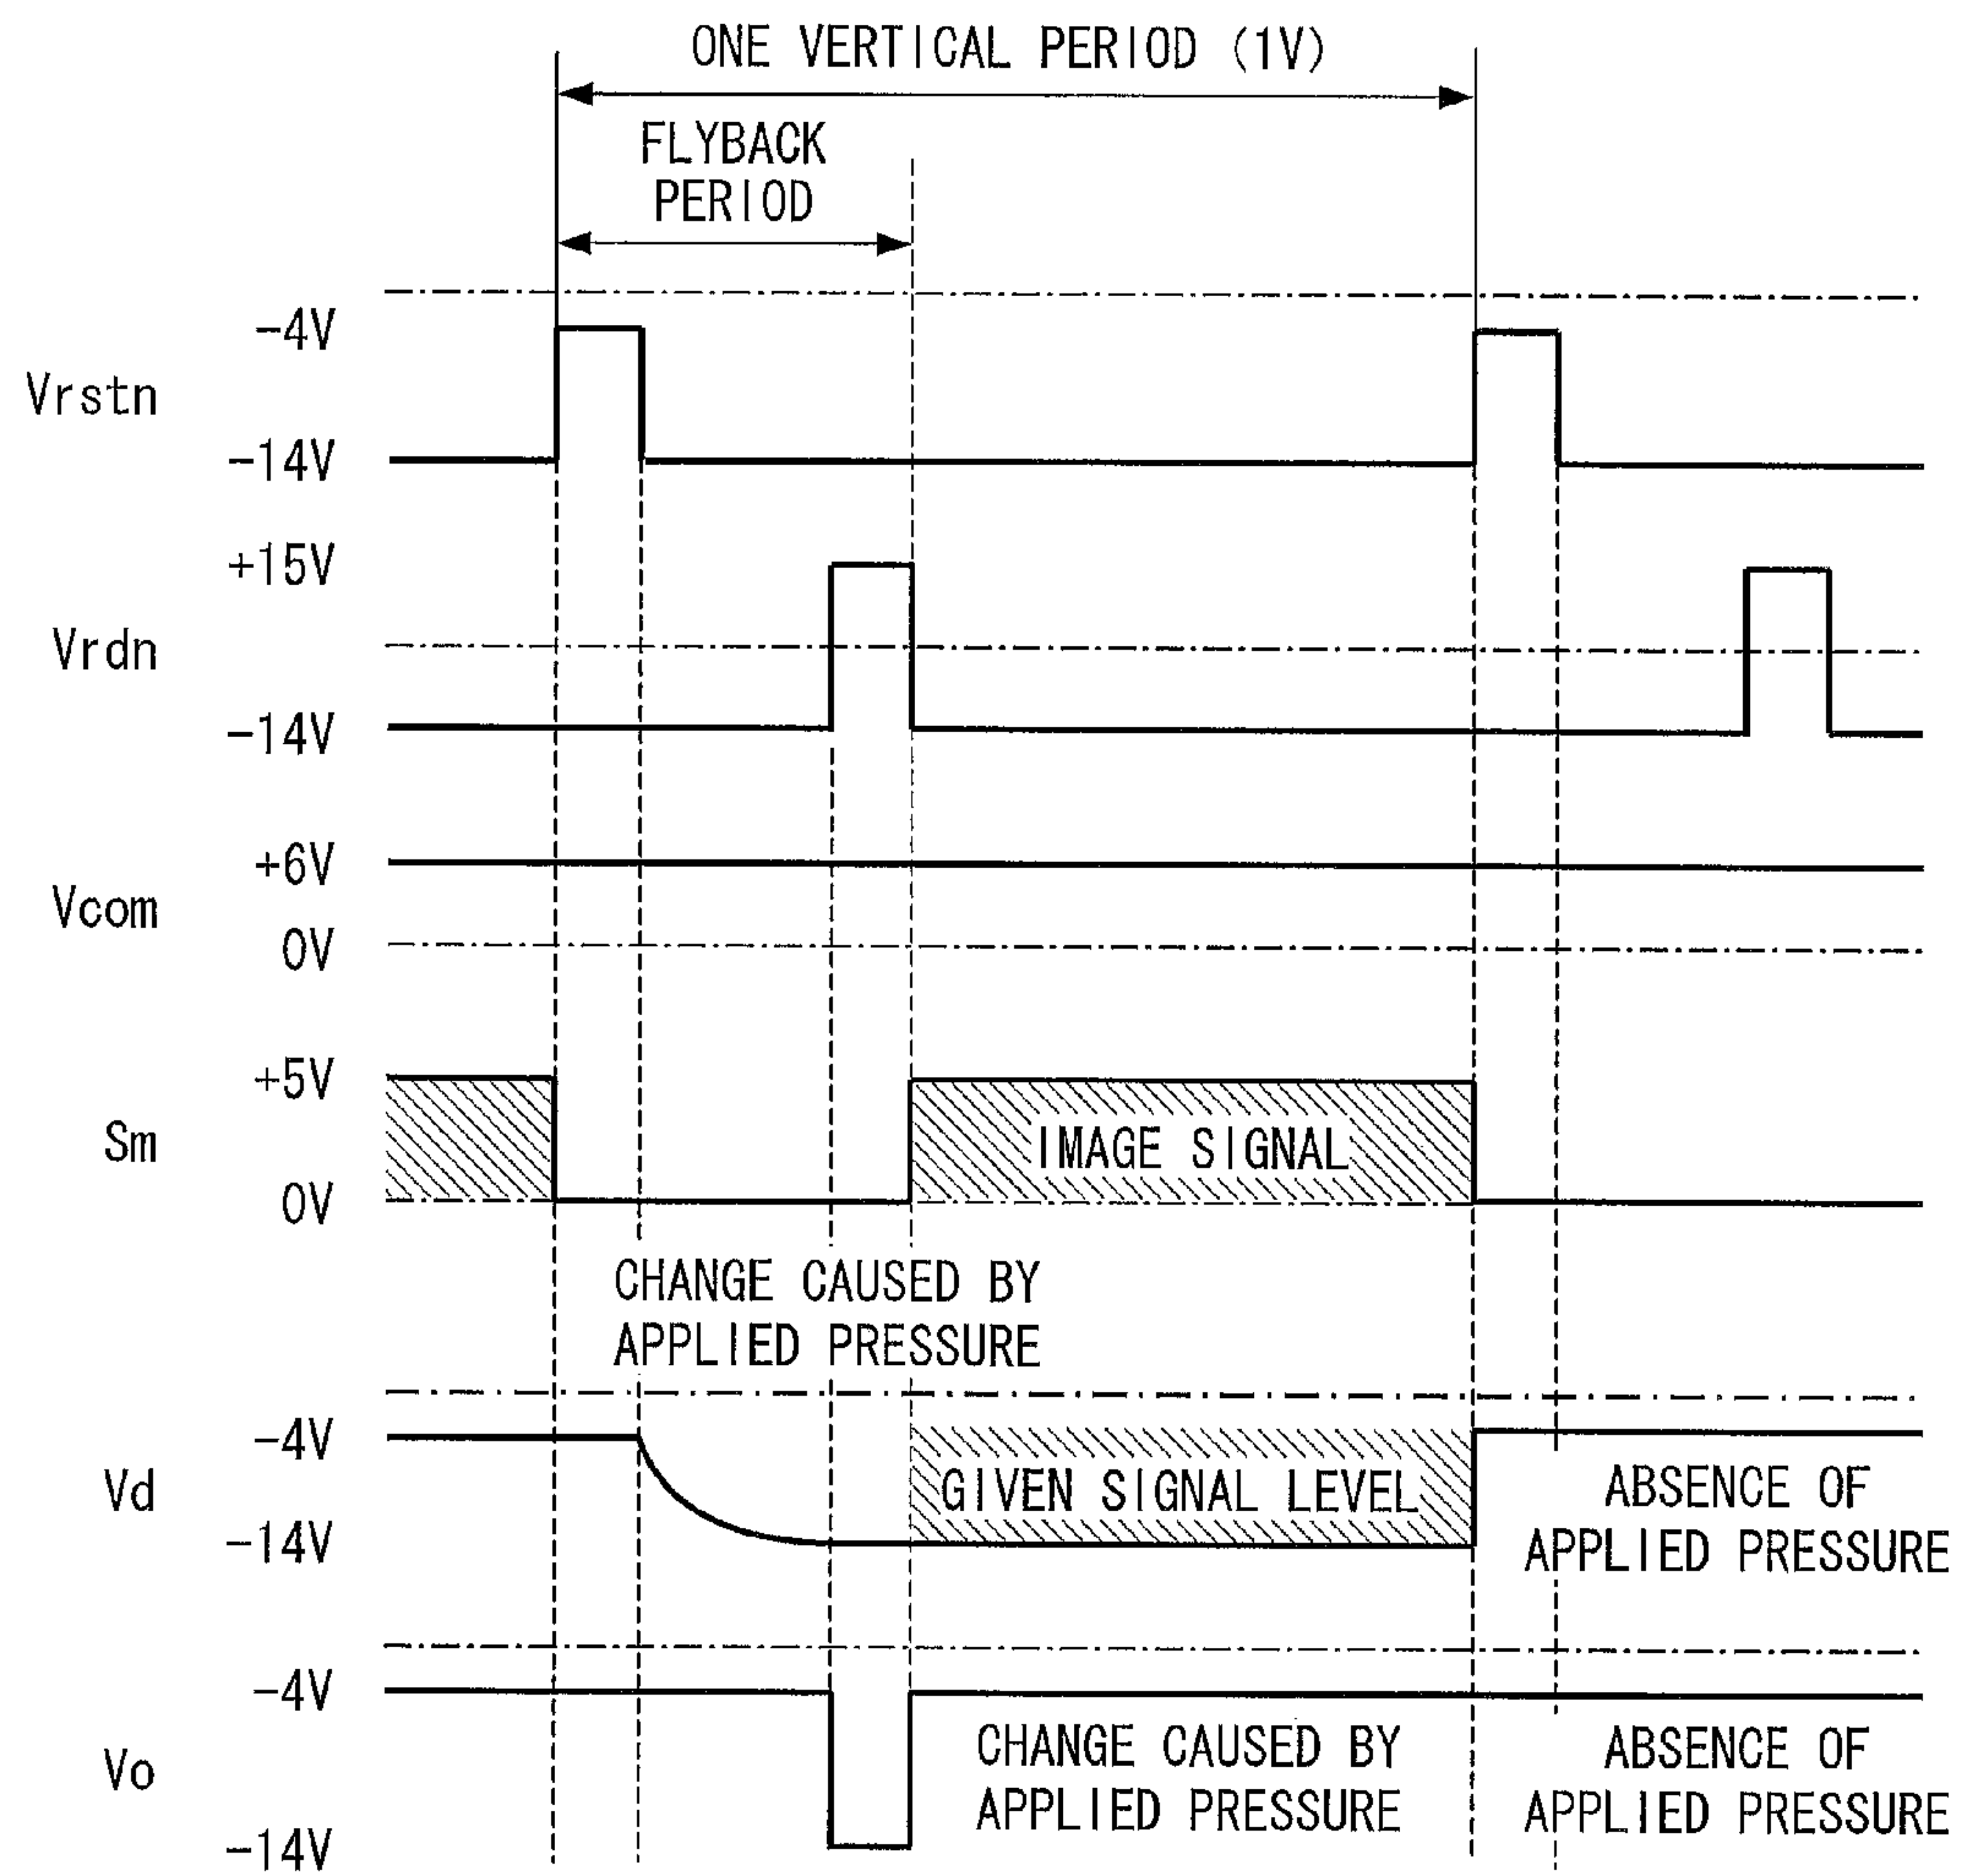 ONE VERTICAL PERIOD (1V)
FLYBACK
PERIOD
-4V
Vrstn
-14V
+15V
Vrdn
-14V
+6V
Vcom
0V
+5V
Sm
IMAGE SIGNAL
0V
CHANGE CAUSED BY
APPLIED PRESSURE
-4V
Vd
GIVEN SIGNAL LEVEL
-14V
ABSENCE OF
APPLIED PRESSURE
-4V
Vo
CHANGE CAUSED BY
APPLIED PRESSURE
ABSENCE OF
APPLIED PRESSURE
-14V